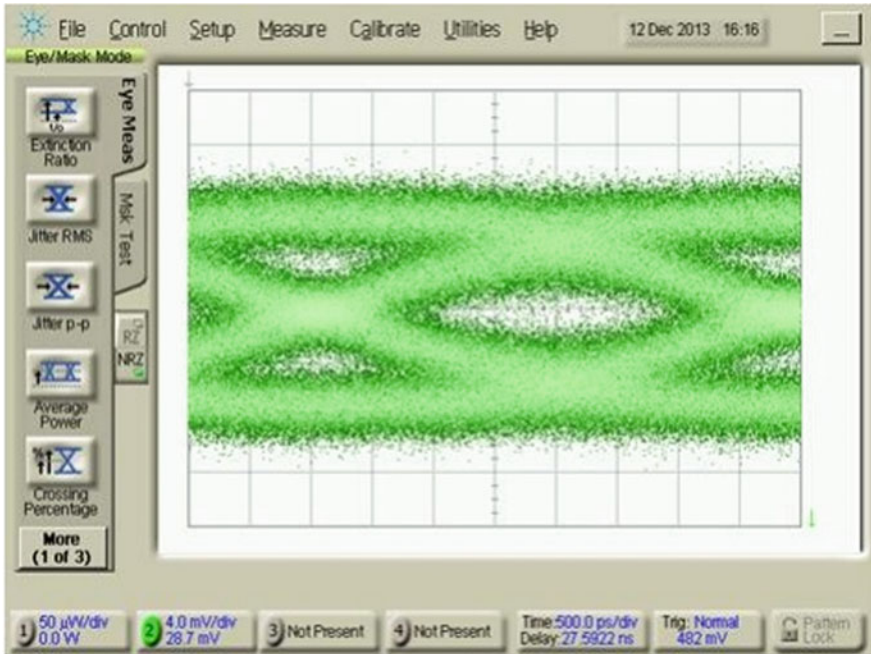 File Control Setup Measure Calibrate Utilities Help 12 Dec 2013 16:16
Eye/Mask Mode
Eye Meas
Msk Test
Extinction
Ratio
Jitter RMS
Jitter p-p
RZ
NRZ
Average
Power
Crossing
Percentage
More
(1 of 3)
1 50 µW/div
0.0 W
2 4.0 mV/div
28.7 mV
3 Not Present
4 Not Present
Time:500.0 ps/div
Delay:27.5922 ns
Trig: Normal
482 mV
Pattern
Lock